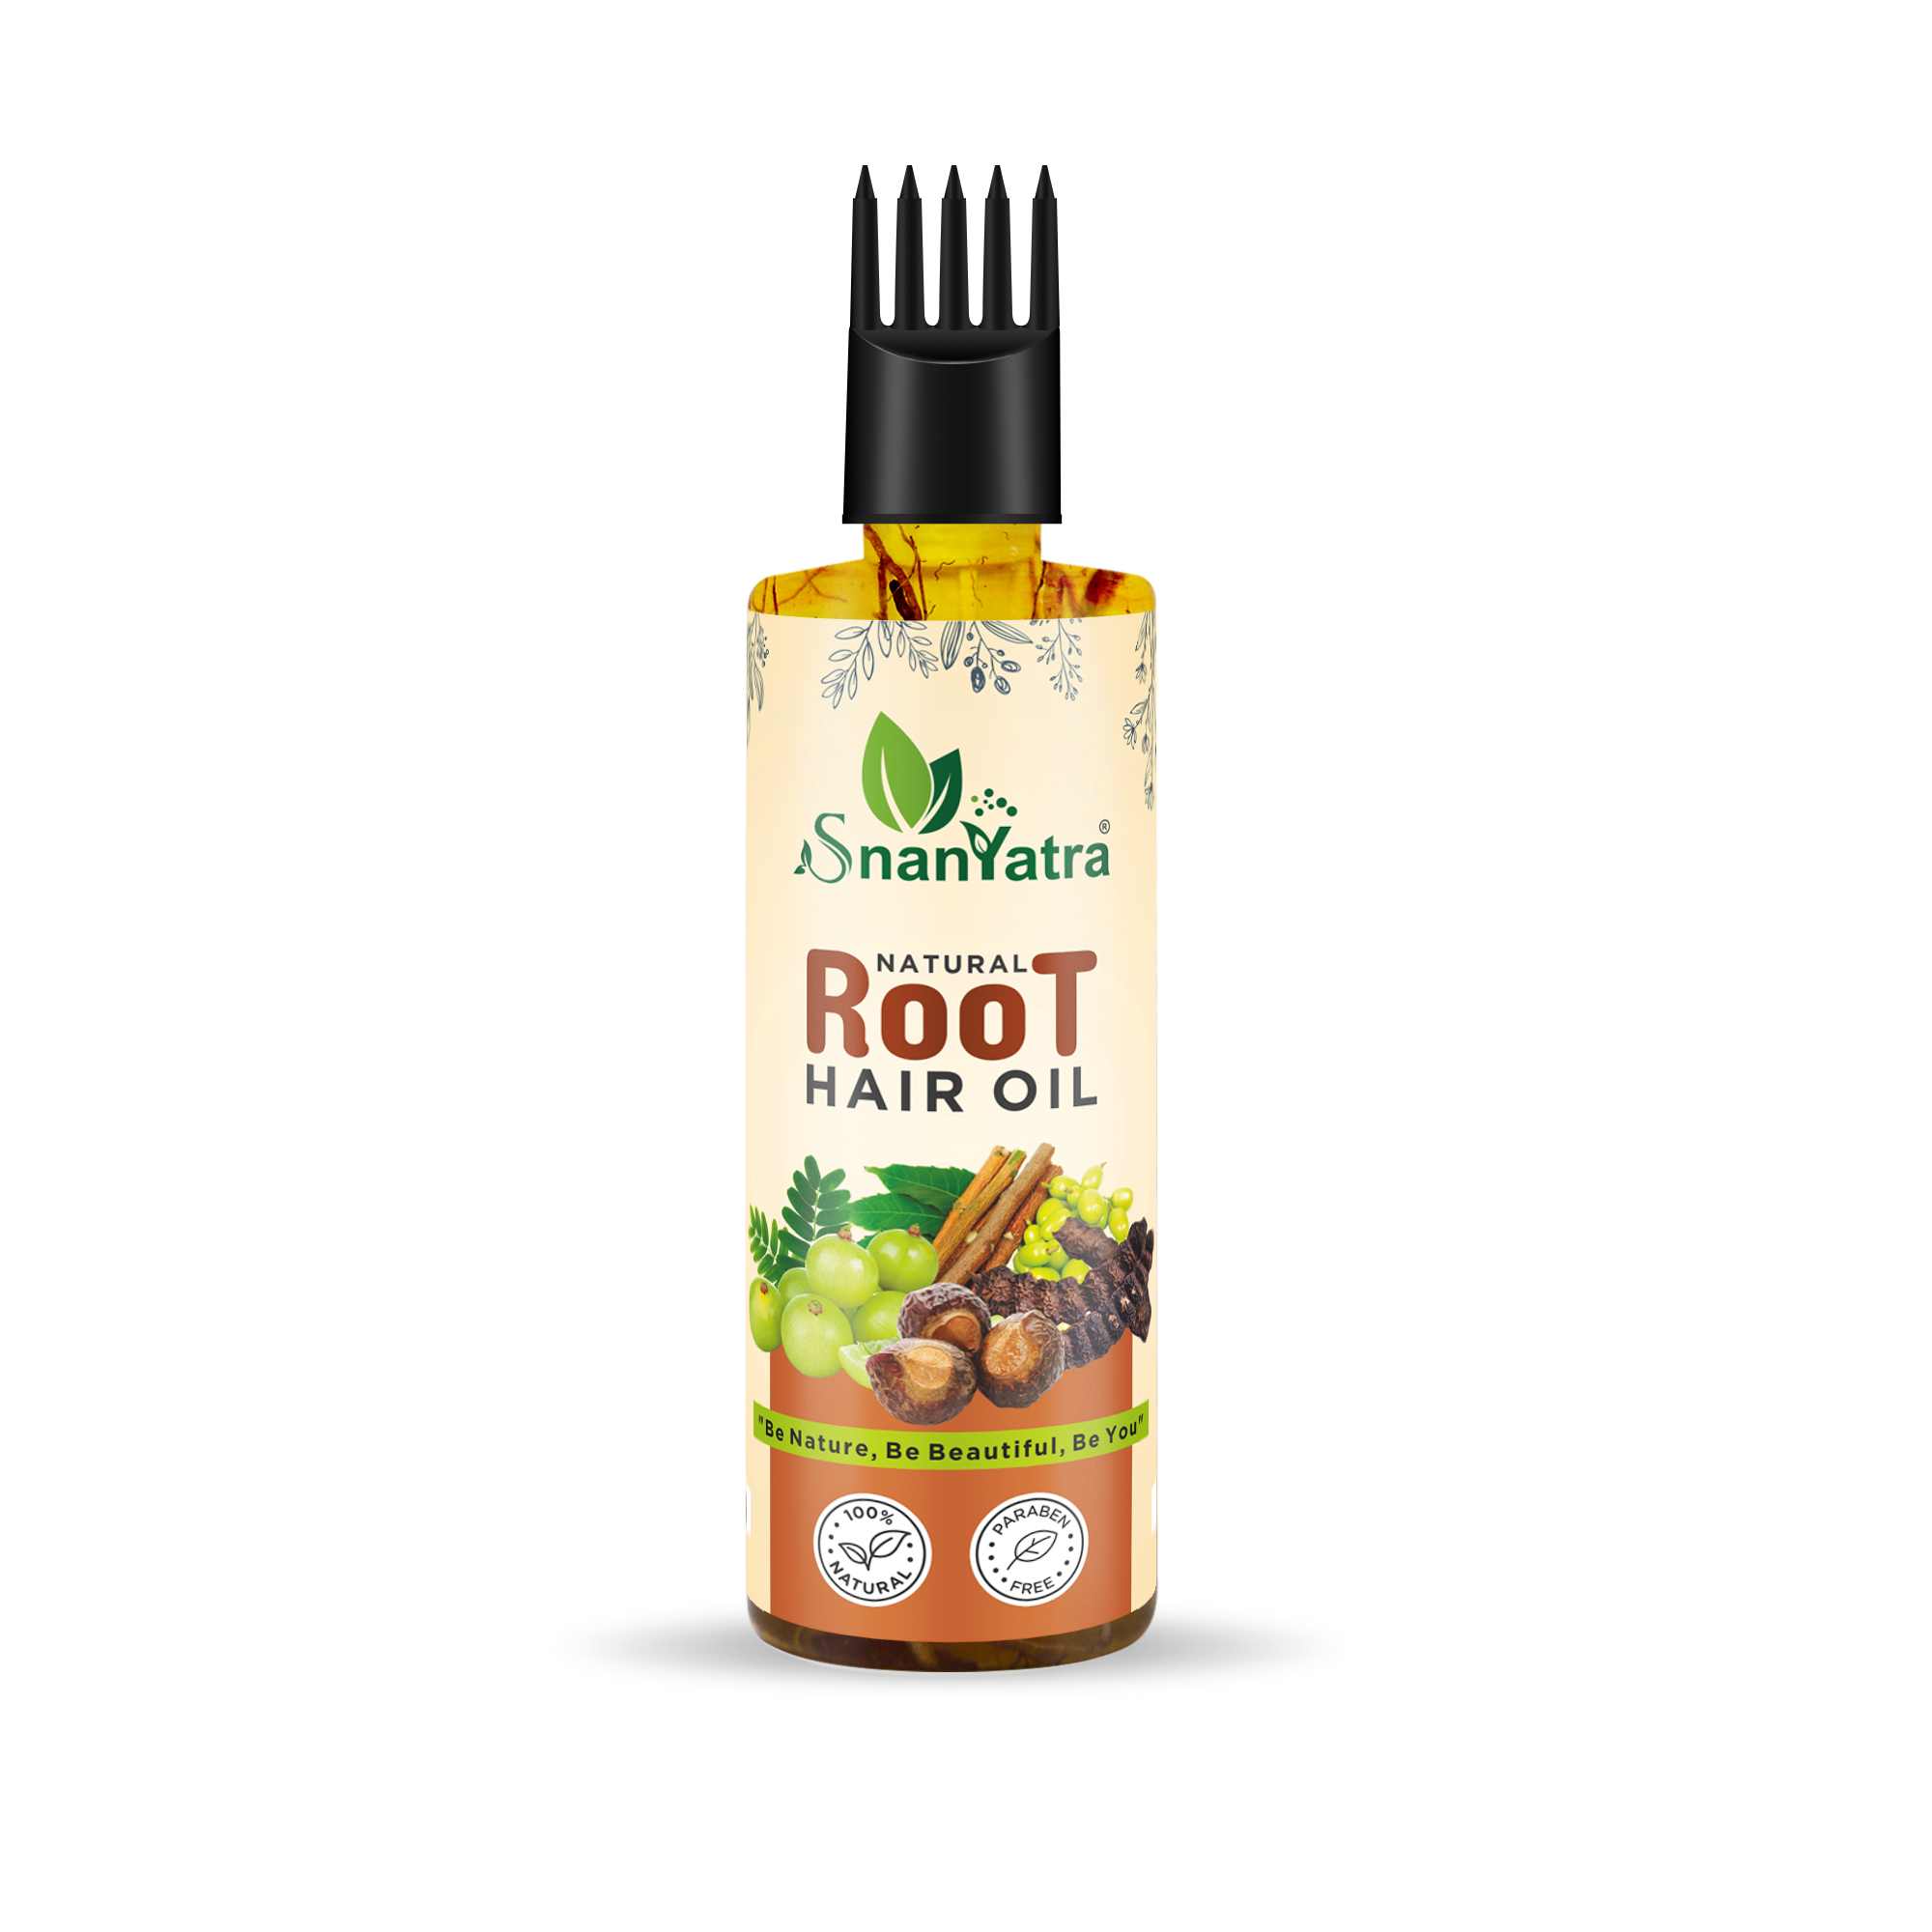 SnanYatra®
NATURAL
RooT
HAIR OIL
"Be Nature, Be Beautiful, Be You"
100%
NATURAL
PARABEN
FREE